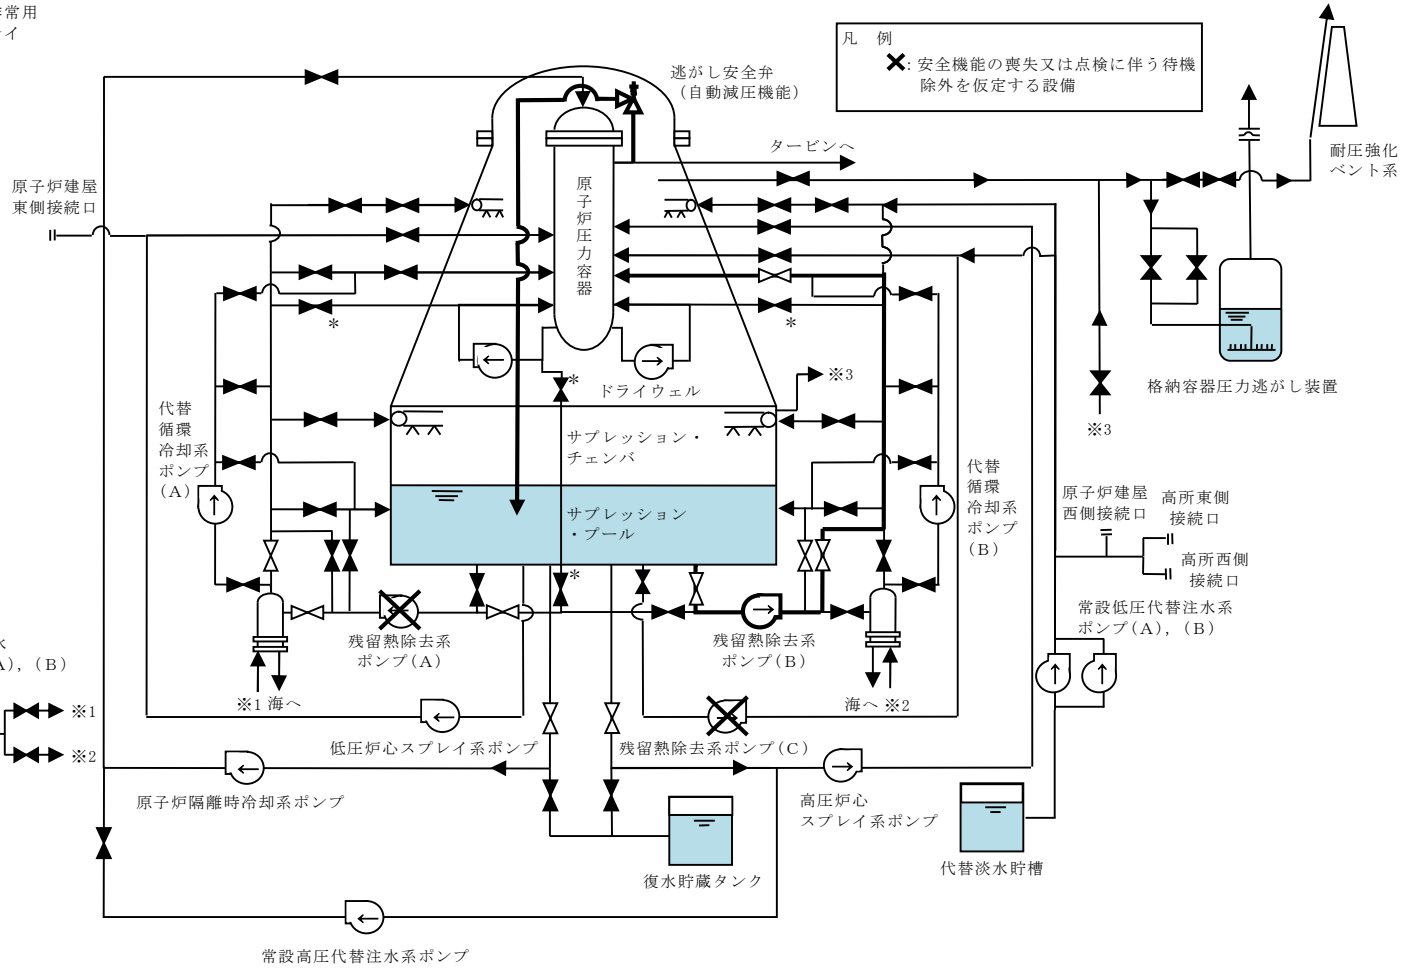 常用
イ
凡 例
：安全機能の喪失又は点検に伴う待機
除外を仮定する設備
逃がし安全弁
（自動減圧機能）
タービンへ
耐圧強化
ベント系
原子炉建屋
東側接続口
原子炉圧力容器
＊
＊
＊
ドライウェル
※3
格納容器圧力逃がし装置
※3
代替
循環
冷却系
ポンプ
(A)
サプレッション・
チェンバ
サプレッション
・プール
＊
代替
循環
冷却系
ポンプ
(B)
原子炉建屋
西側接続口
高所東側
接続口
高所西側
接続口
常設低圧代替注水系
ポンプ(A)，(B)
残留熱除去系
ポンプ(A)
残留熱除去系
ポンプ(B)
水
A)，(B)
※1 海へ
海へ ※2
※1
※2
低圧炉心スプレイ系ポンプ
残留熱除去系ポンプ(C)
原子炉隔離時冷却系ポンプ
高圧炉心
スプレイ系ポンプ
復水貯蔵タンク
代替淡水貯槽
常設高圧代替注水系ポンプ